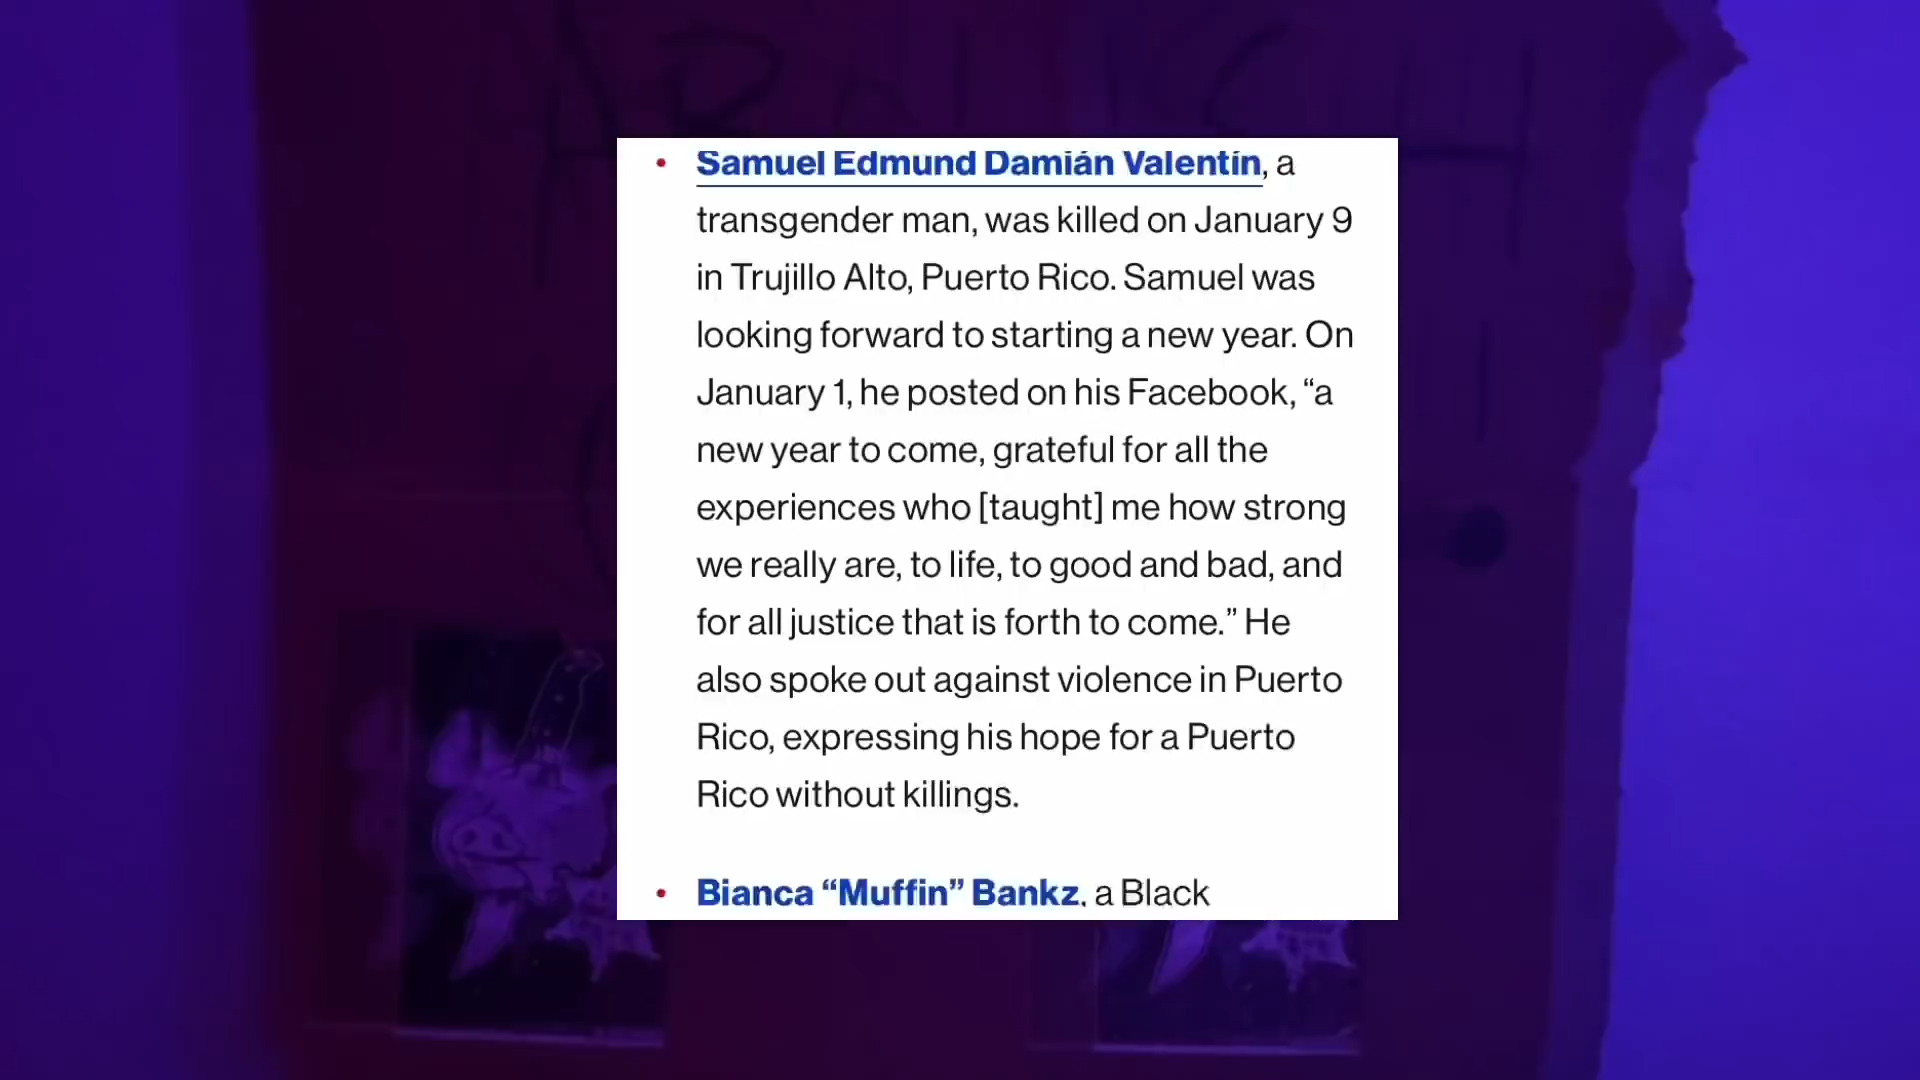 • Samuel Edmund Damián Valentín, a
transgender man, was killed on January 9
in Trujillo Alto, Puerto Rico. Samuel was
looking forward to starting a new year. On
January 1, he posted on his Facebook, “a
new year to come, grateful for all the
experiences who [taught] me how strong
we really are, to life, to good and bad, and
for all justice that is forth to come.” He
also spoke out against violence in Puerto
Rico, expressing his hope for a Puerto
Rico without killings.
• Bianca “Muffin” Bankz, a Black